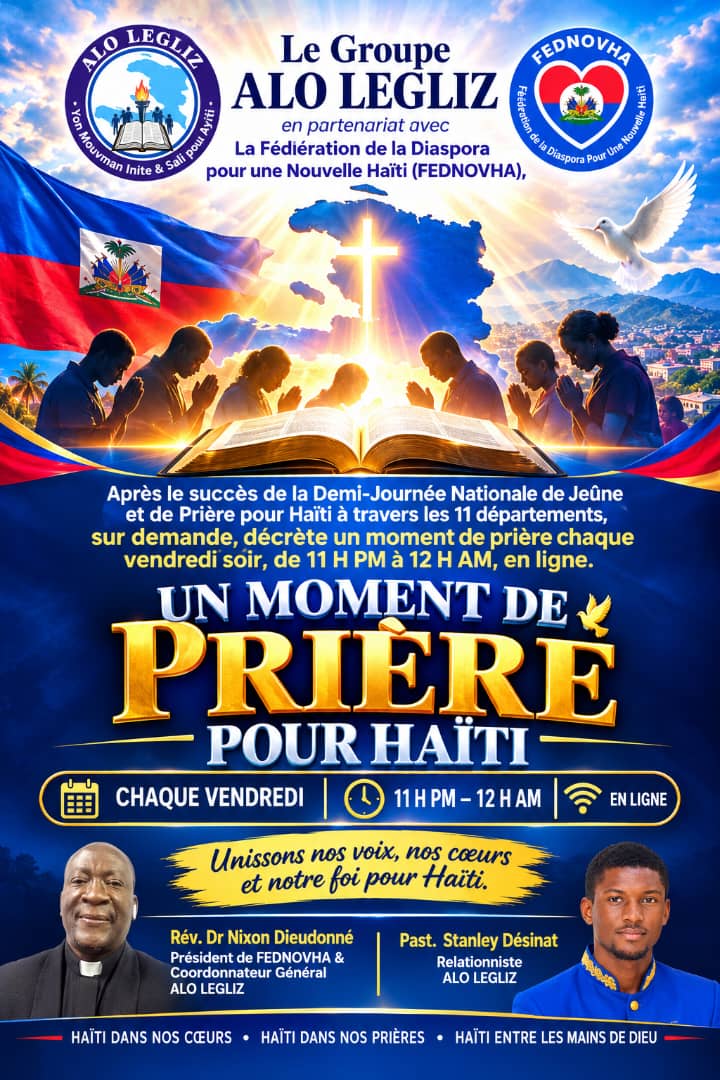 ALO LEGLIZ
Yon Mouvman Inite & Sali pou Ayiti
Le Groupe
ALO LEGLIZ
en partenariat avec
La Fédiération de la Diaspora
pour une Nouvelle Haïti (FEDNOVHA),
FEDNOVHA
Féédération de la Diaspora Pour Une Nouvelle Haïti
Après le succès de la Demi-Journée Nationale de Jeûne
et de Prière pour Haïti à travers les 11 départements,
sur demande, décrète un moment de prière chaque
vendredi soir, de 11 H PM à 12 H AM, en ligne.
UN MOMENT DE
PRIÈRE
POUR HAÏTI
CHAQUE VENDREDI
11 H PM – 12 H AM
EN LIGNE
Unissons nos voix, nos cœurs
et notre foi pour Haïti.
Rév. Dr Nixon Dieudonné
Président de FEDNOVHA &
Coordonnateur Général
ALO LEGLIZ
Past. Stanley Désinat
Relationniste
ALO LEGLIZ
HAÏTI DANS NOS CŒURS • HAÏTI DANS NOS PRIÈRES • HAÏTI ENTRE LES MAINS DE DIEU